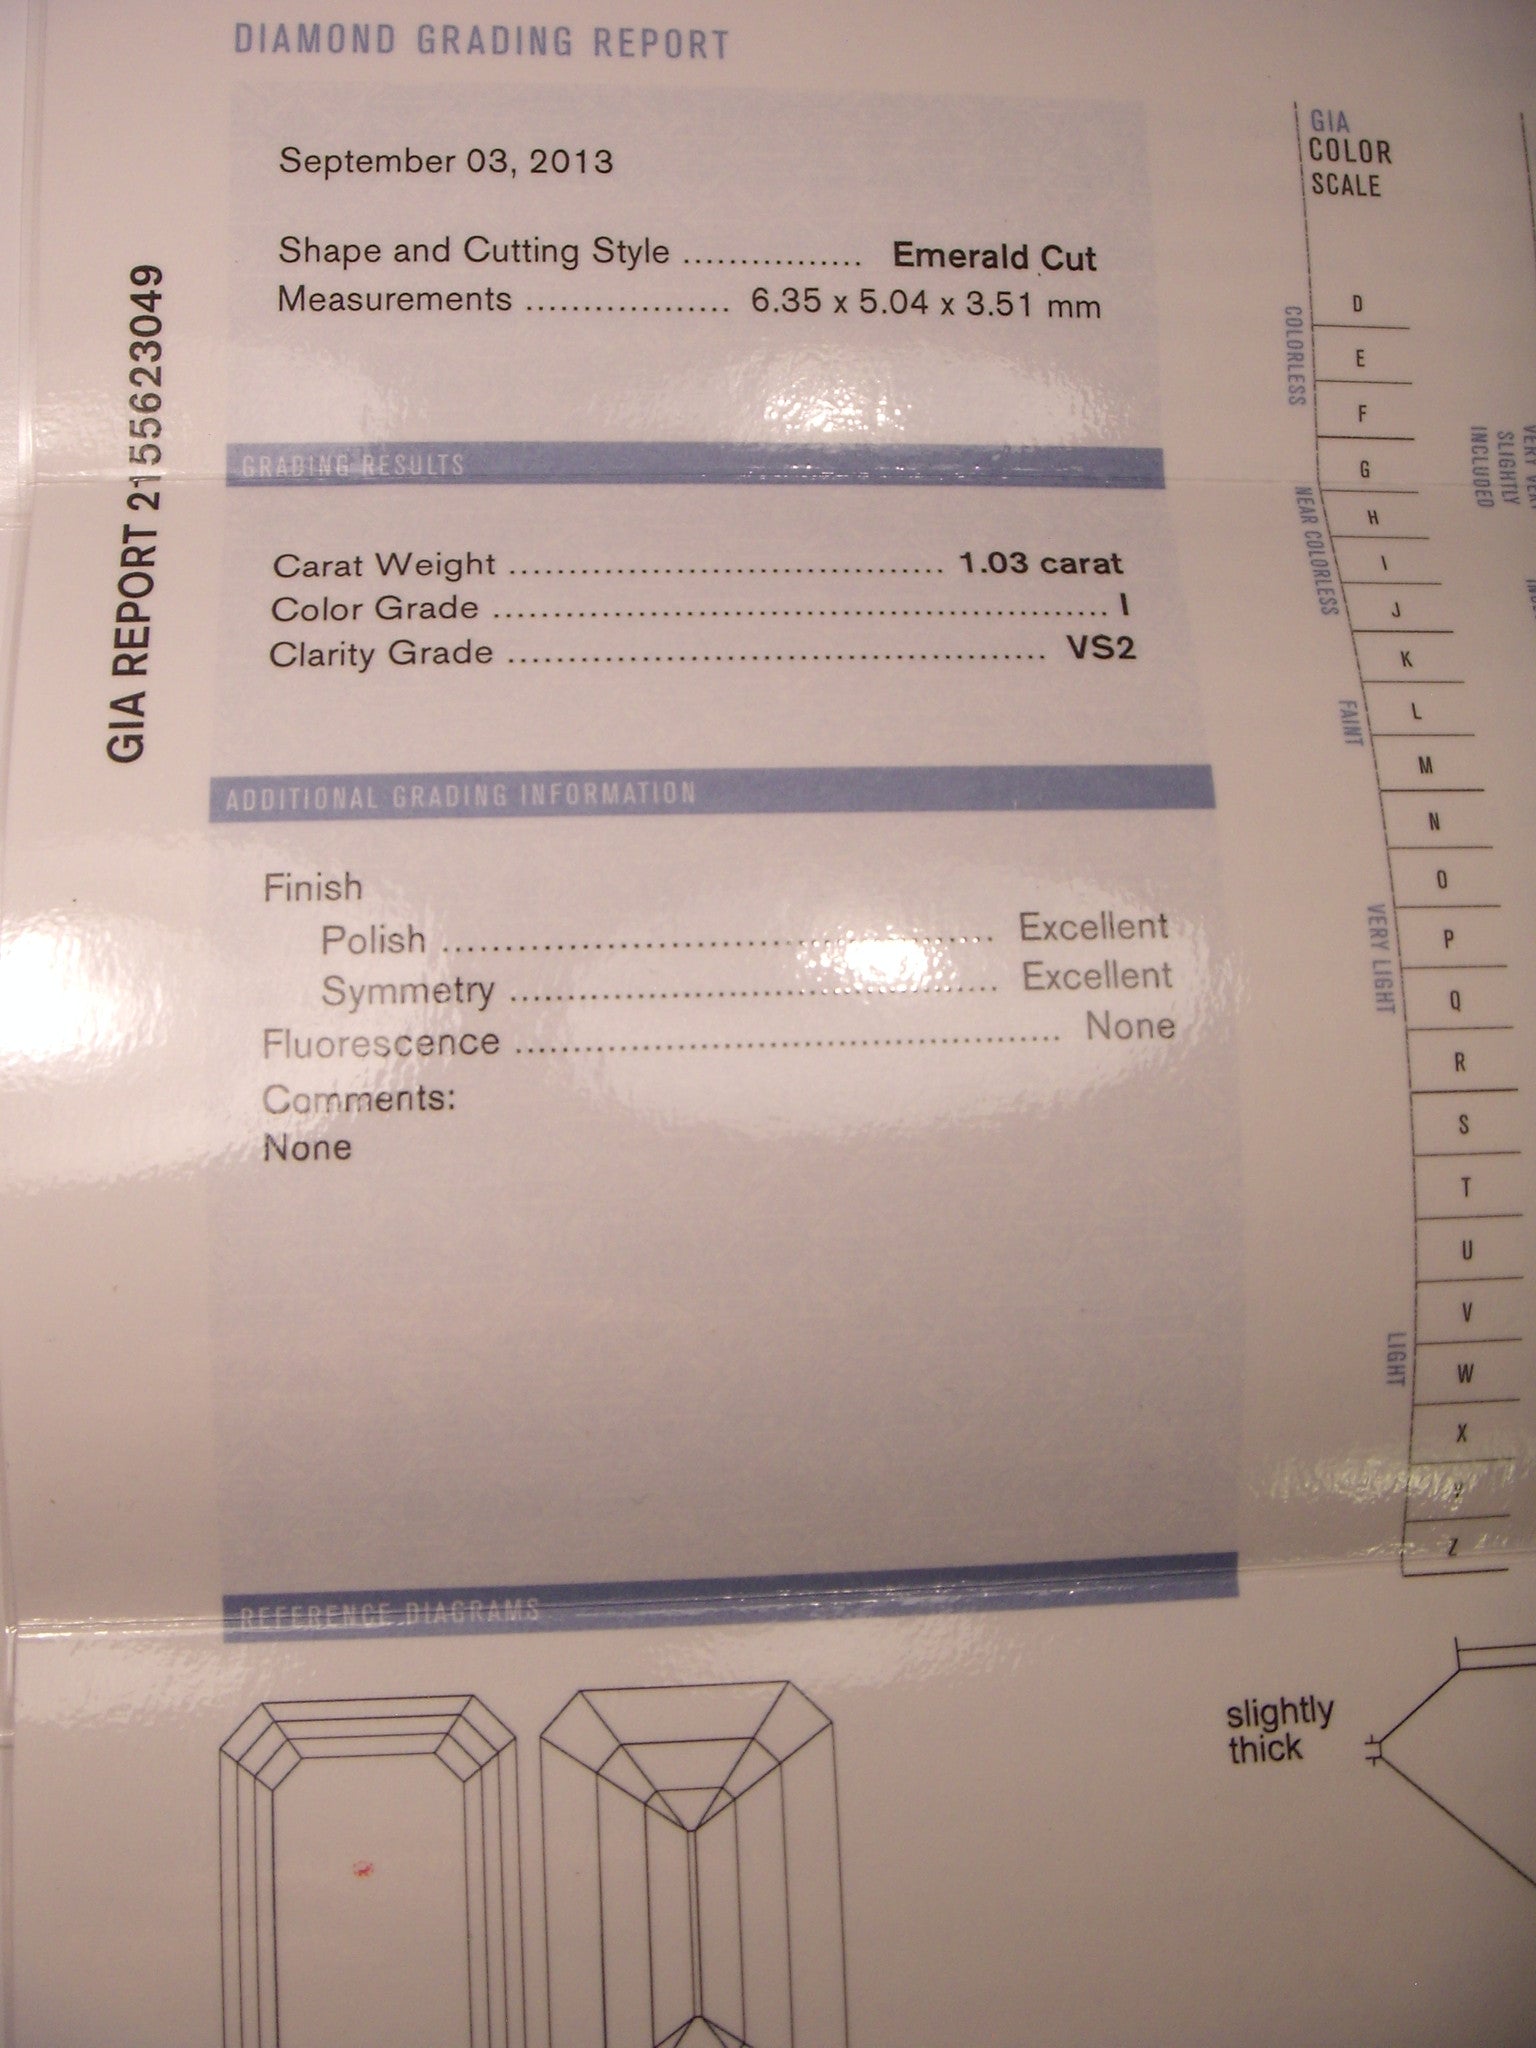 DIAMOND GRADING REPORT
GIA REPORT 2155623049
September 03, 2013
Shape and Cutting Style ................ Emerald Cut
Measurements .................. 6.35 x 5.04 x 3.51 mm
GRADING RESULTS
Carat Weight .................................... 1.03 carat
Color Grade .................................................... I
Clarity Grade ............................................ VS2
ADDITIONAL GRADING INFORMATION
Finish
Polish ............................................. Excellent
Symmetry ........................................ Excellent
Fluorescence ............................................. None
Comments:
None
REFERENCE DIAGRAMS
slightly
thick
GIA
COLOR
SCALE
COLORLESS
D
E
F
NEAR COLORLESS
G
H
I
J
FAINT
K
L
M
VERY LIGHT
N
O
P
Q
R
LIGHT
S
T
U
V
W
X
Y
Z
SLIGHTLY
INCLUDED